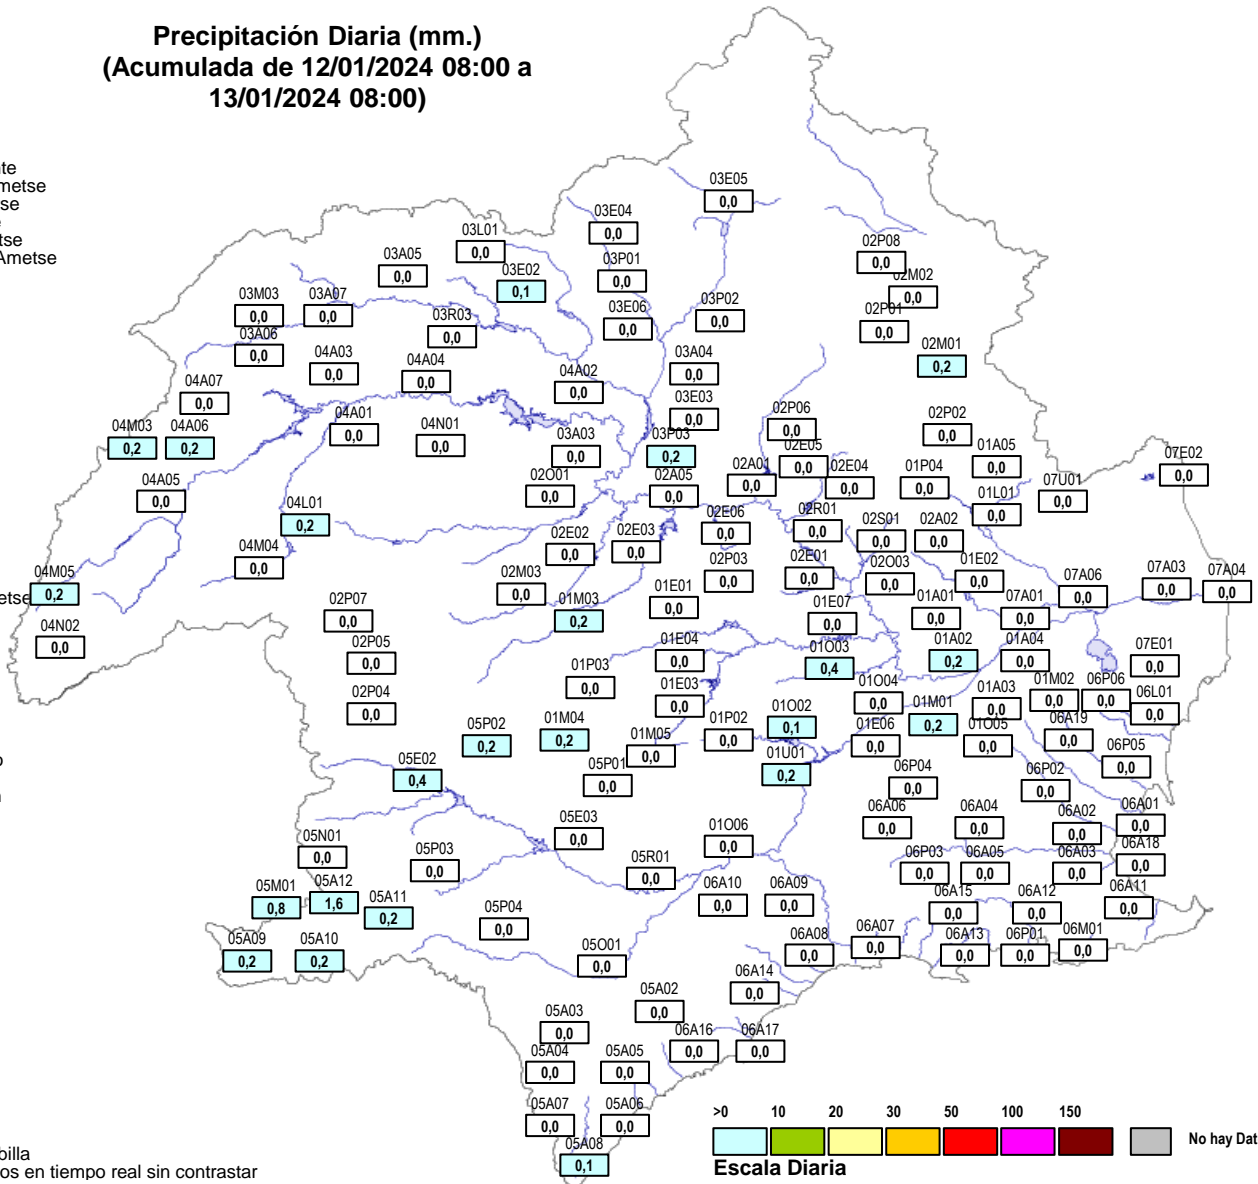 Precipitación Diaria (mm.)
(Acumulada de 12/01/2024 08:00 a
13/01/2024 08:00)
nte
metse
tse
e
tse
Ametse
03E05
0,0
03E04
0,0
03L01
0,0
03P01
0,0
02P08
0,0
03A05
0,0
03E02
0,1
02M02
0,0
03M03
0,0
03A07
0,0
03P02
0,0
03R03
0,0
03E06
0,0
02P01
0,0
03A06
0,0
04A03
0,0
04A04
0,0
03A04
0,0
02M01
0,2
04A02
0,0
04A07
0,0
03E03
0,0
04M03
0,2
04A06
0,2
04A01
0,0
04N01
0,0
03A03
0,0
03P03
0,2
02P06
0,0
02E05
0,0
02P02
0,0
01A05
0,0
07E02
0,0
04A05
0,0
02O01
0,0
02A05
0,0
02A01
0,0
02E04
0,0
01P04
0,0
01L01
0,0
07U01
0,0
04L01
0,2
02E02
0,0
02E03
0,0
02E06
0,0
02R01
0,0
02S01
0,0
02A02
0,0
04M04
0,0
04M05
0,2
etse
02M03
0,0
02P03
0,0
02E01
0,0
02O03
0,0
01E02
0,0
07A06
0,0
07A03
0,0
07A04
0,0
01M03
0,2
01E01
0,0
02P07
0,0
01E07
0,0
01A01
0,0
07A01
0,0
04N02
0,0
02P05
0,0
01E04
0,0
01O03
0,4
01A02
0,2
01A04
0,0
07E01
0,0
01P03
0,0
02P04
0,0
01E03
0,0
01O04
0,0
01M02
0,0
06P06
0,0
01A03
0,0
06L01
0,0
05P02
0,2
01M04
0,2
01P02
0,0
01O02
0,1
01M01
0,2
01E06
0,0
01O05
0,0
06A19
0,0
01M05
0,0
06P05
0,0
o
05E02
0,4
05P01
0,0
01U01
0,2
06P04
0,0
06P02
0,0
05E03
0,0
01O06
0,0
06A06
0,0
06A04
0,0
06A02
0,0
06A01
0,0
05N01
0,0
05P03
0,0
05R01
0,0
06P03
0,0
06A05
0,0
06A03
0,0
06A18
0,0
05M01
0,8
05A12
1,6
05A11
0,2
06A10
0,0
06A09
0,0
06A15
0,0
06A12
0,0
06A11
0,0
05P04
0,0
05A09
0,2
05A10
0,2
05O01
0,0
06A08
0,0
06A07
0,0
06A13
0,0
06P01
0,0
06M01
0,0
06A14
0,0
05A02
0,0
05A03
0,0
06A16
0,0
06A17
0,0
05A04
0,0
05A05
0,0
05A07
0,0
05A06
0,0
05A08
0,1
>0 10 20 30 50 100 150
No hay Dat
Escala Diaria
billa
os en tiempo real sin contrastar